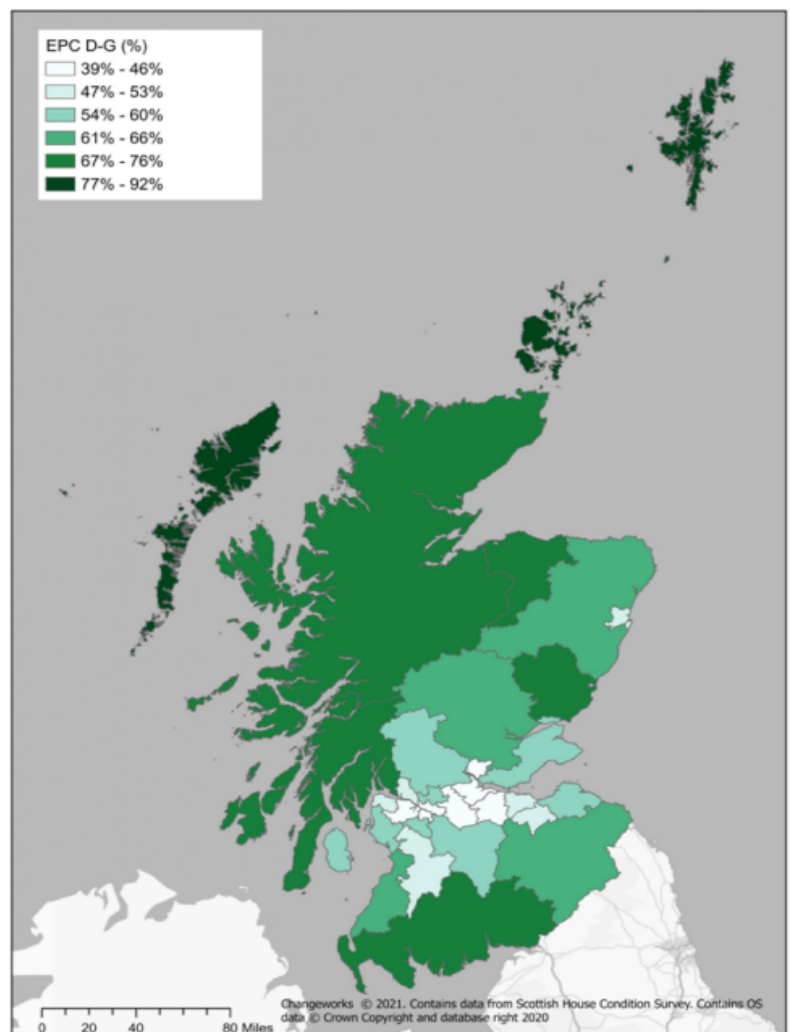 EPC D-G (%)
39% - 46%
47% - 53%
54% - 60%
61% - 66%
67% - 76%
77% - 92%
Changeworks © 2021. Contains data from Scottish House Condition Survey. Contains OS
data © Crown Copyright and database right 2020
0 20 40 80 Miles